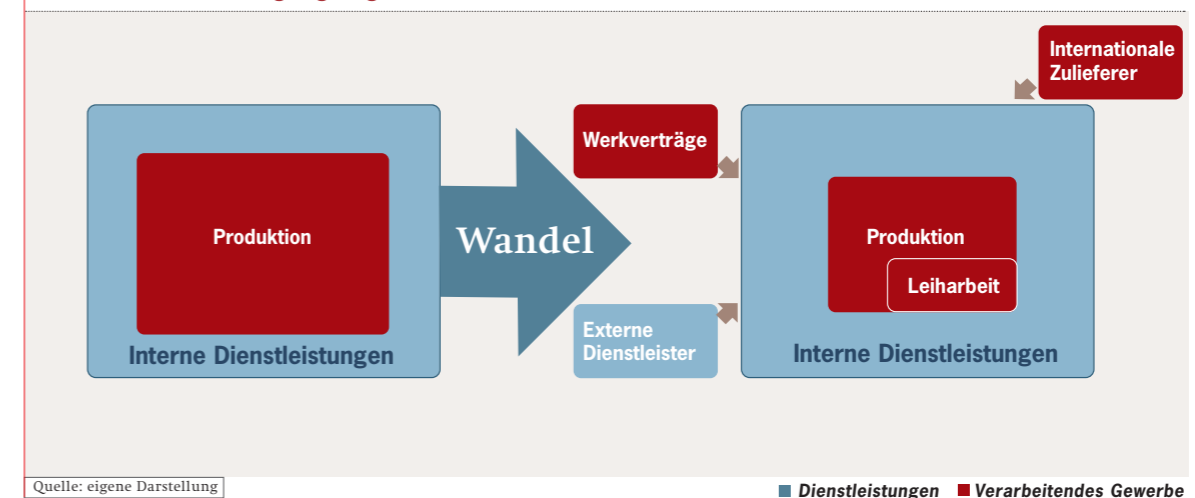 Internationale
Zulieferer
Werkverträge
Produktion
Wandel
Produktion
Leiharbeit
Externe
Dienstleister
Interne Dienstleistungen
Interne Dienstleistungen
Quelle: eigene Darstellung
Dienstleistungen Verarbeitendes Gewerbe